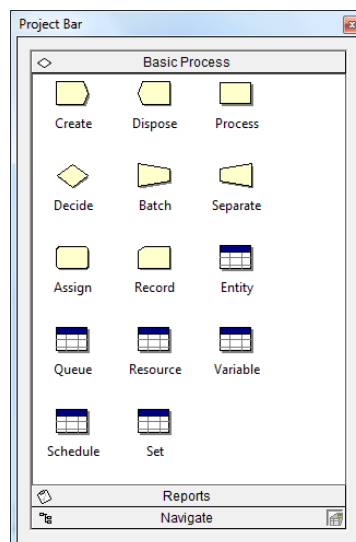 Project Bar
Basic Process
Create Dispose Process
Decide Batch Separate
Assign Record Entity
Queue Resource Variable
Schedule Set
Reports
Navigate